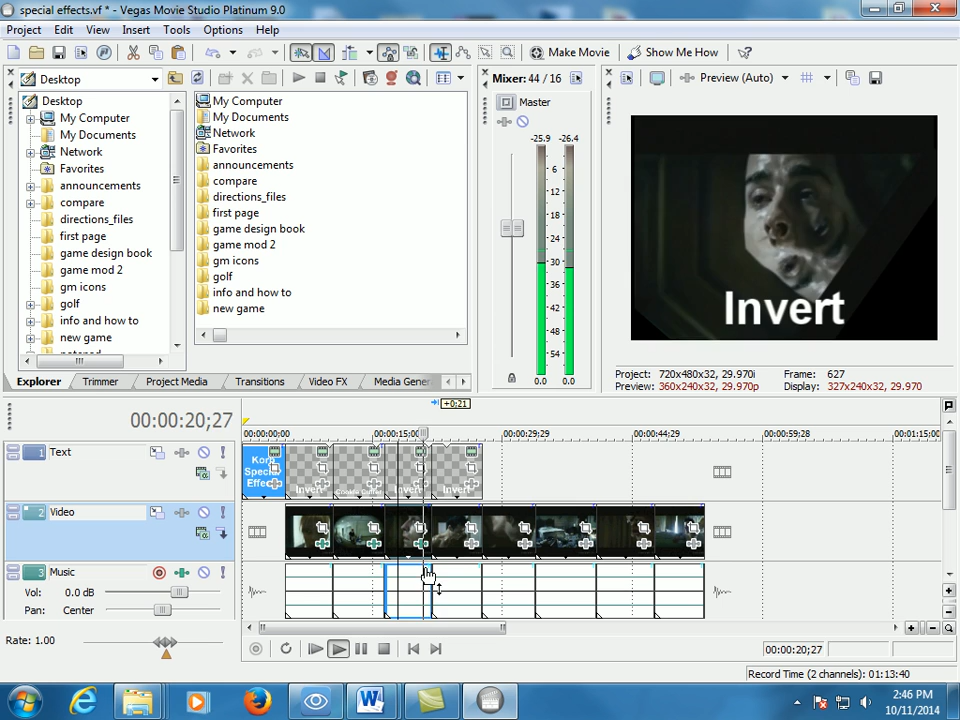 special effects.vf * - Vegas Movie Studio Platinum 9.0
Project Edit View Insert Tools Options Help
Make Movie Show Me How
Desktop
Desktop
My Computer
My Documents
Network
Favorites
announcements
compare
directions_files
first page
game design book
game mod 2
gm icons
golf
info and how to
new game
My Computer
My Documents
Network
Favorites
announcements
compare
directions_files
first page
game design book
game mod 2
gm icons
golf
info and how to
new game
Explorer Trimmer Project Media Transitions Video FX Media Gener
Mixer: 44 / 16
Master
-25.9 -26.4
6
12
18
24
30
36
42
48
54
0.0 0.0
Preview (Auto)
Invert
Project: 720x480x32, 29.970i Frame: 627
Preview: 360x240x32, 29.970p Display: 327x240x32, 29.970
+0;21
00:00:20;27
00:00:00;00 00:00:15;00 00:00:29;29 00:00:44;29 00:00:59;28 00:01:15;00
1 Text
Invert Invert Invert
2 Video
3 Music
Vol: 0.0 dB
Pan: Center
Rate: 1.00
00:00:20;27
Record Time (2 channels): 01:13:40
2:46 PM
10/11/2014